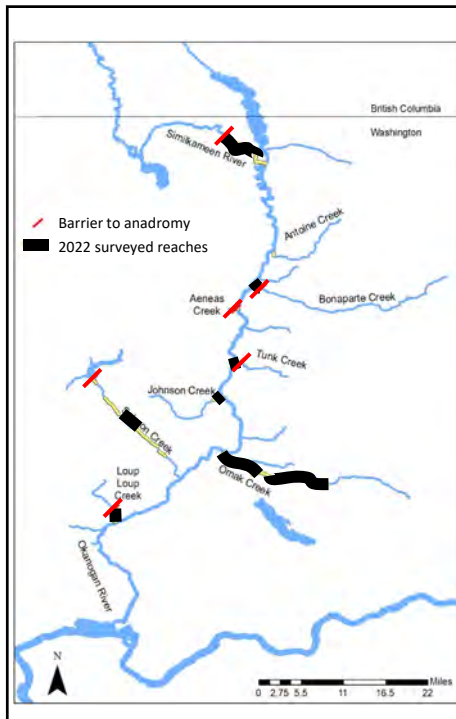 British Columbia
Washington
Similkameen River
Barrier to anadromy
2022 surveyed reaches
Antoine Creek
Aeneas
Creek
Bonaparte Creek
Tunk Creek
Johnson Creek
Creek
Loup
Loup
Creek
Omak Creek
Okanogan River
N
Miles
0 2.75 5.5 11 16.5 22